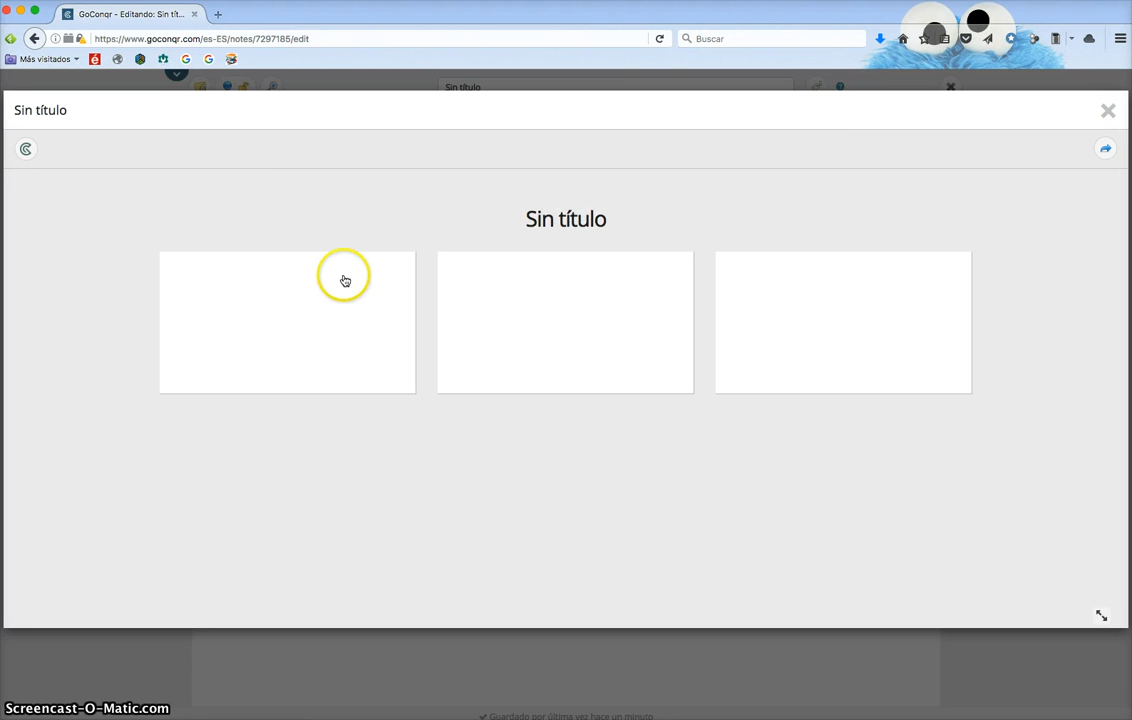 GoConqr - Editando: Sin tít...
https://www.goconqr.com/es-ES/notes/7297185/edit
Buscar
Más visitados
Sin título
Sin título
Sin título
Guardado por última vez hace un minuto
Screencast-O-Matic.com